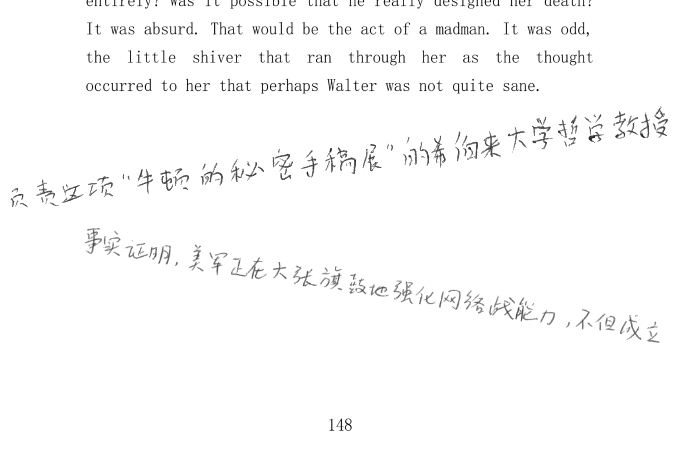 entirely? Was it possible that he really designed her death?
It was absurd. That would be the act of a madman. It was odd,
the little shiver that ran through her as the thought
occurred to her that perhaps Walter was not quite sane.
负责这项“牛顿的秘密手稿展”的希伯来大学哲学教授
事实证明,美军正在大张旗鼓地强化网络战能力,不但成立
148